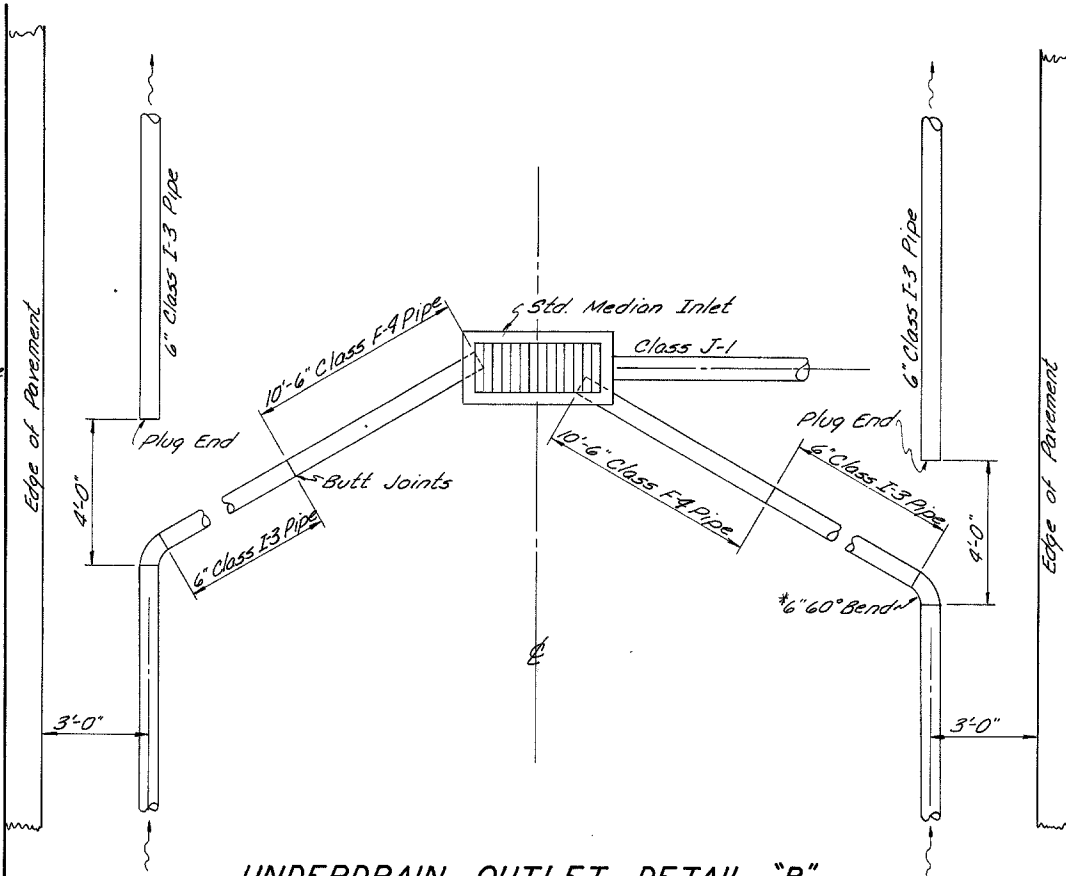 Edge of Pavement
6" Class I-3 Pipe
Plug End
4'-0"
3'-0"
10'-6" Class F-4 Pipe
Butt Joints
6" Class I-3 Pipe
Std. Median Inlet
Class J-1
℄
10'-6" Class F-4 Pipe
6" Class I-3 Pipe
*6" 60° Bend
6" Class I-3 Pipe
Plug End
4'-0"
3'-0"
Edge of Pavement
UNDERDRAIN OUTLET DETAIL "B"